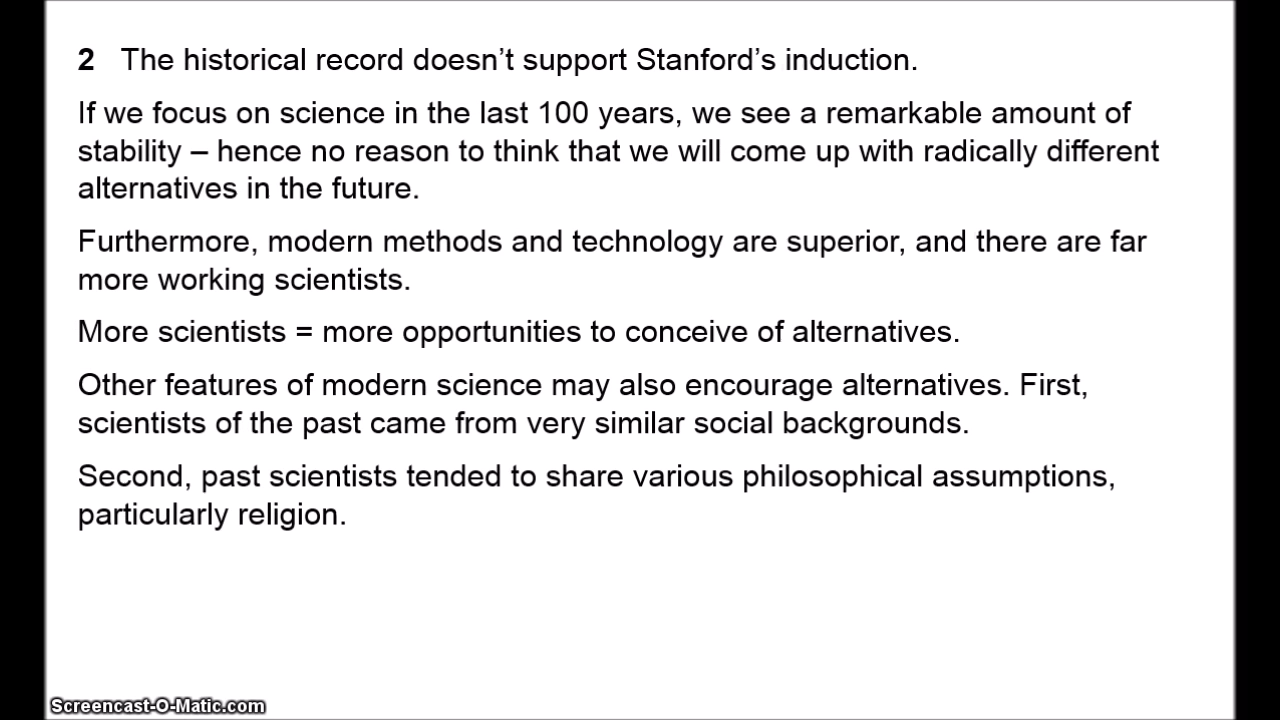 2 The historical record doesn’t support Stanford’s induction.
If we focus on science in the last 100 years, we see a remarkable amount of
stability – hence no reason to think that we will come up with radically different
alternatives in the future.
Furthermore, modern methods and technology are superior, and there are far
more working scientists.
More scientists = more opportunities to conceive of alternatives.
Other features of modern science may also encourage alternatives. First,
scientists of the past came from very similar social backgrounds.
Second, past scientists tended to share various philosophical assumptions,
particularly religion.
Screencast-O-Matic.com